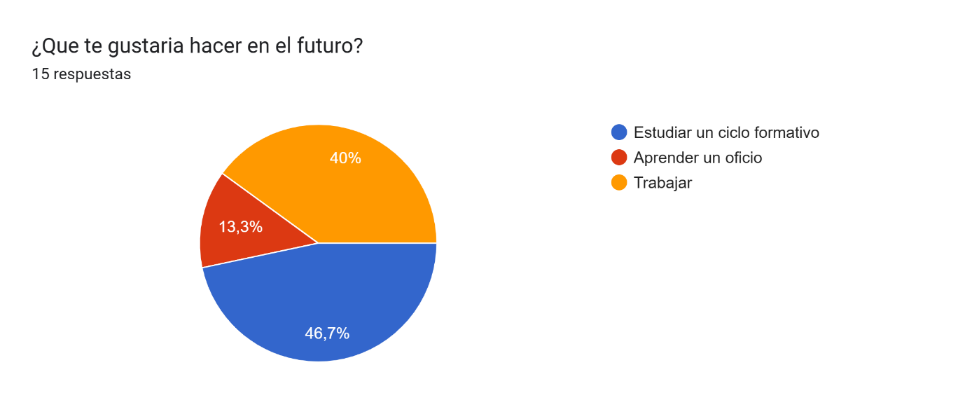 ¿Que te gustaria hacer en el futuro?
15 respuestas
Estudiar un ciclo formativo
Aprender un oficio
Trabajar
40%
13,3%
46,7%